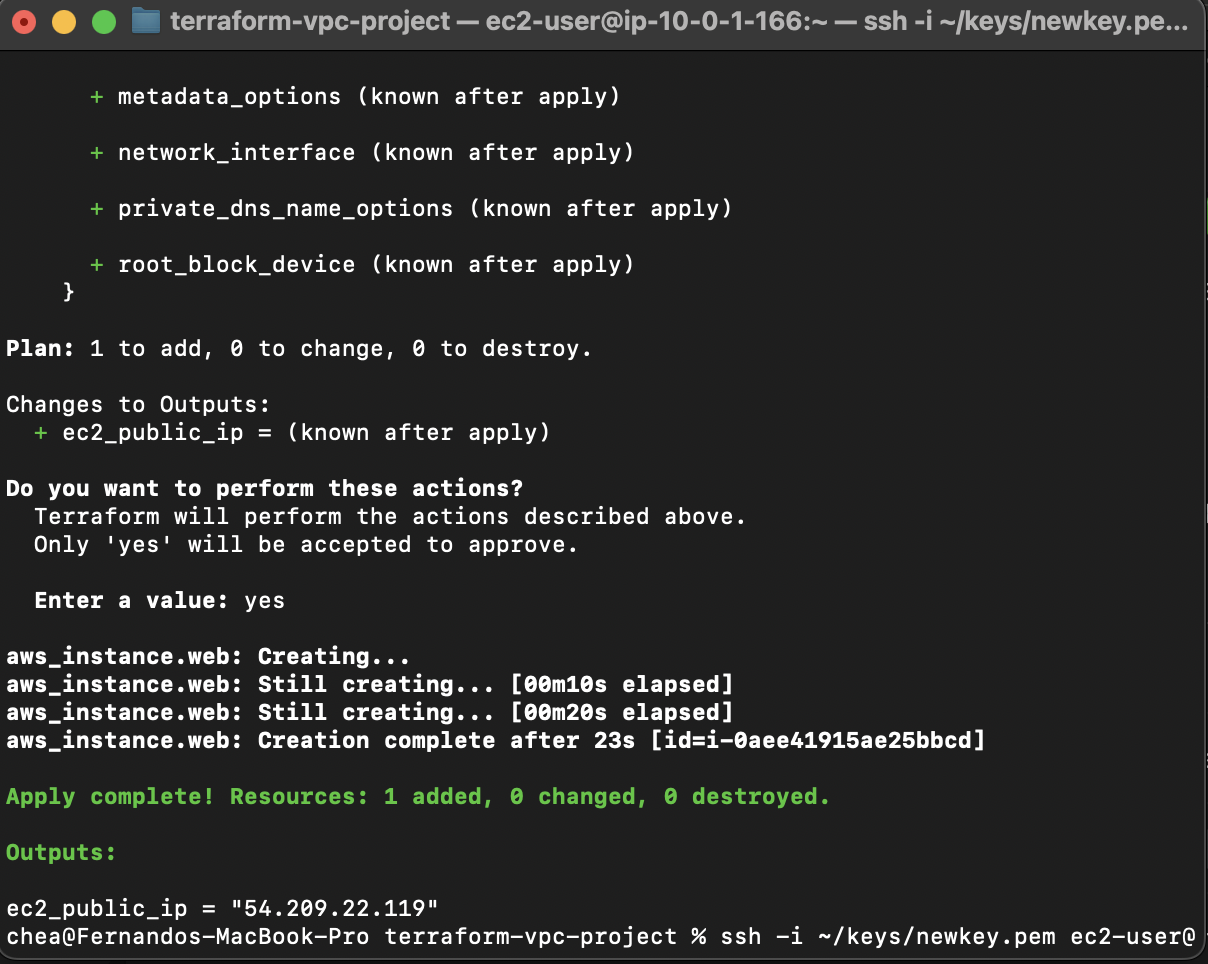 terraform-vpc-project — ec2-user@ip-10-0-1-166:~ — ssh -i ~/keys/newkey.pe...
+ metadata_options (known after apply)
+ network_interface (known after apply)
+ private_dns_name_options (known after apply)
+ root_block_device (known after apply)
}
Plan: 1 to add, 0 to change, 0 to destroy.
Changes to Outputs:
+ ec2_public_ip = (known after apply)
Do you want to perform these actions?
Terraform will perform the actions described above.
Only 'yes' will be accepted to approve.
Enter a value: yes
aws_instance.web: Creating...
aws_instance.web: Still creating... [00m10s elapsed]
aws_instance.web: Still creating... [00m20s elapsed]
aws_instance.web: Creation complete after 23s [id=i-0aee41915ae25bbcd]
Apply complete! Resources: 1 added, 0 changed, 0 destroyed.
Outputs:
ec2_public_ip = "54.209.22.119"
chea@Fernandos-MacBook-Pro terraform-vpc-project % ssh -i ~/keys/newkey.pem ec2-user@